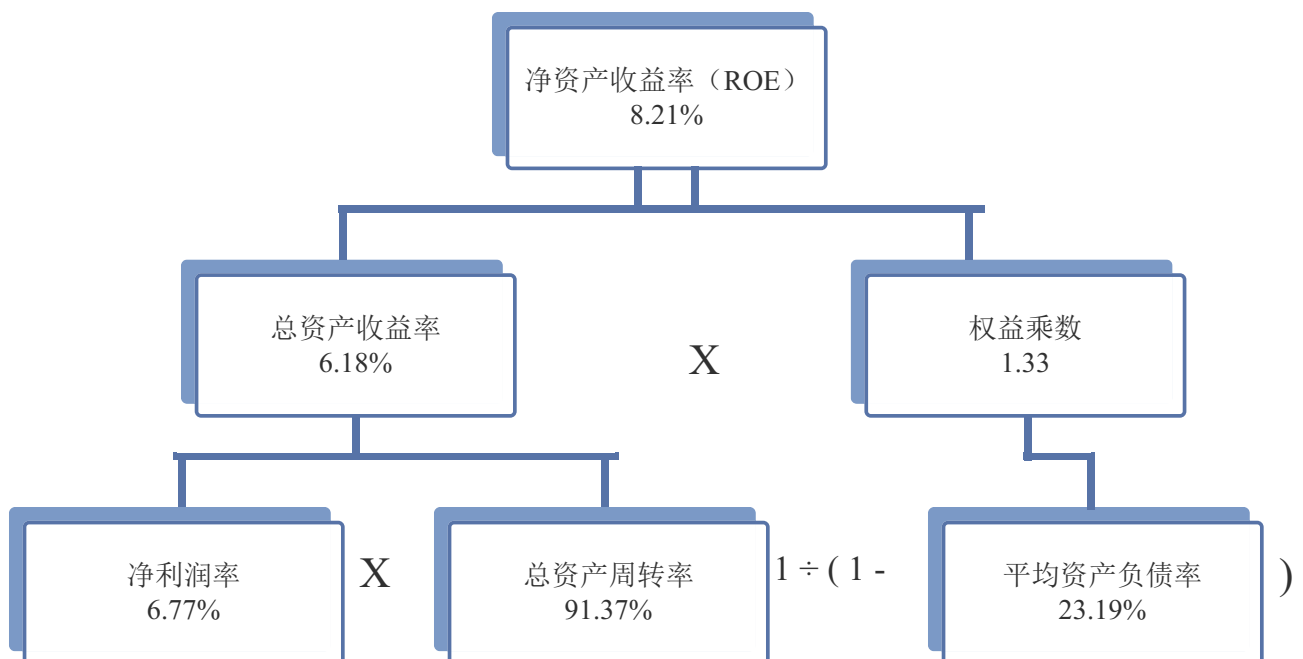 净资产收益率（ROE）
8.21%
总资产收益率
6.18%
X
权益乘数
1.33
净利润率
6.77%
X
总资产周转率
91.37%
1 ÷ ( 1 -
平均资产负债率
23.19%
)